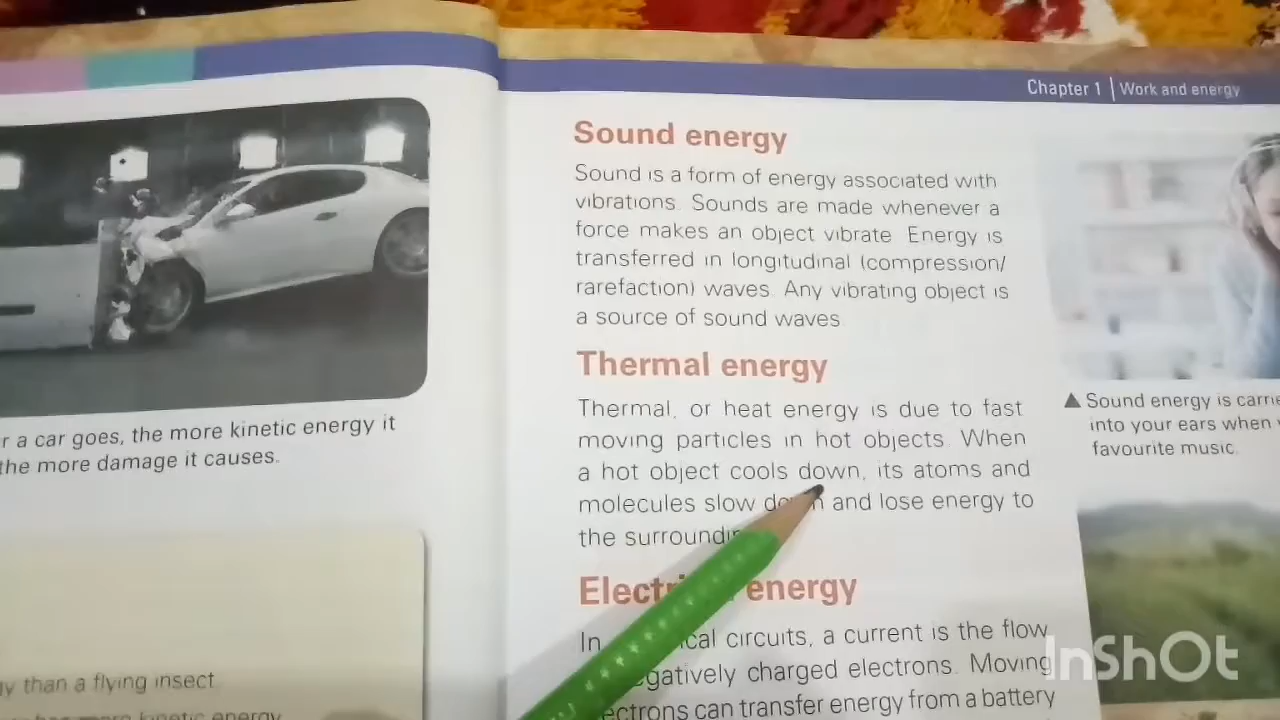 Chapter 1 | Work and energy
r a car goes, the more kinetic energy it
the more damage it causes.
y than a flying insect.
kinetic energy
Sound energy
Sound is a form of energy associated with
vibrations. Sounds are made whenever a
force makes an object vibrate. Energy is
transferred in longitudinal (compression/
rarefaction) waves. Any vibrating object is
a source of sound waves.
Thermal energy
Thermal, or heat energy is due to fast
moving particles in hot objects. When
a hot object cools down, its atoms and
molecules slow and lose energy to
the
energy
In circuits, a current is the flow
charged electrons. Moving
can transfer energy from a battery
▲ Sound energy is
into your ears when
favourite music.
InShOt